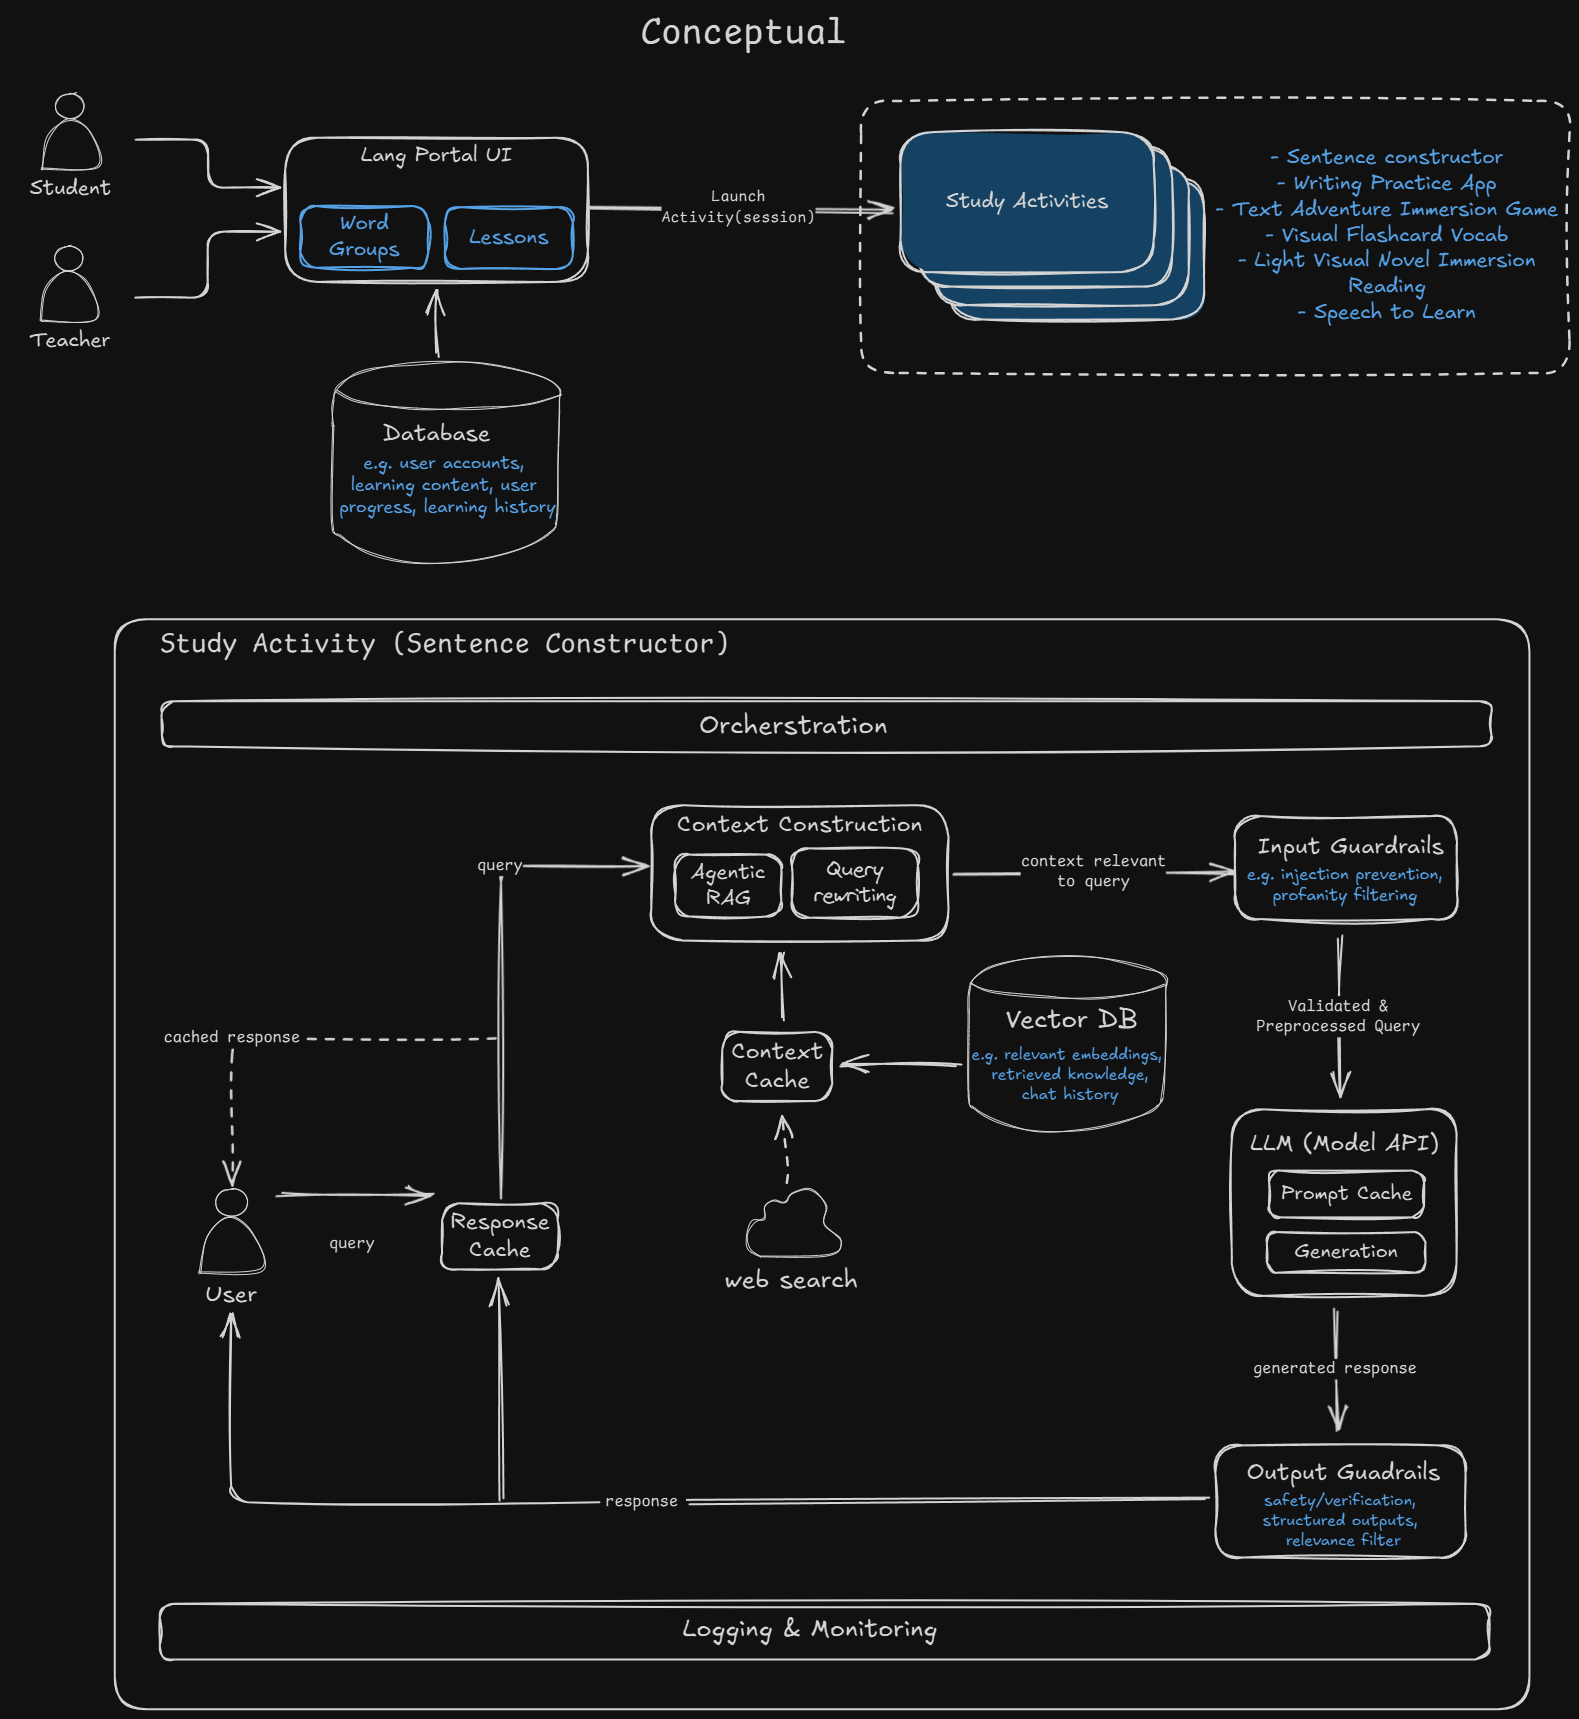 Conceptual
Student
Teacher
Lang Portal UI
Word
Groups
Lessons
Launch
Activity(session)
Study Activities
- Sentence constructor
- Writing Practice App
- Text Adventure Immersion Game
- Visual Flashcard Vocab
- Light Visual Novel Immersion
Reading
- Speech to Learn
Database
e.g. user accounts,
learning content, user
progress, learning history
Study Activity (Sentence Constructor)
Orcherstration
query
Context Construction
Agentic
RAG
Query
rewriting
context relevant
to query
Input Guardrails
e.g. injection prevention,
profanity filtering
Validated &
Preprocessed Query
cached response
Context
Cache
Vector DB
e.g. relevant embeddings,
retrieved knowledge,
chat history
LLM (Model API)
Prompt Cache
Generation
User
query
Response
Cache
web search
generated response
Output Guadrails
safety/verification,
structured outputs,
relevance filter
response
Logging & Monitoring